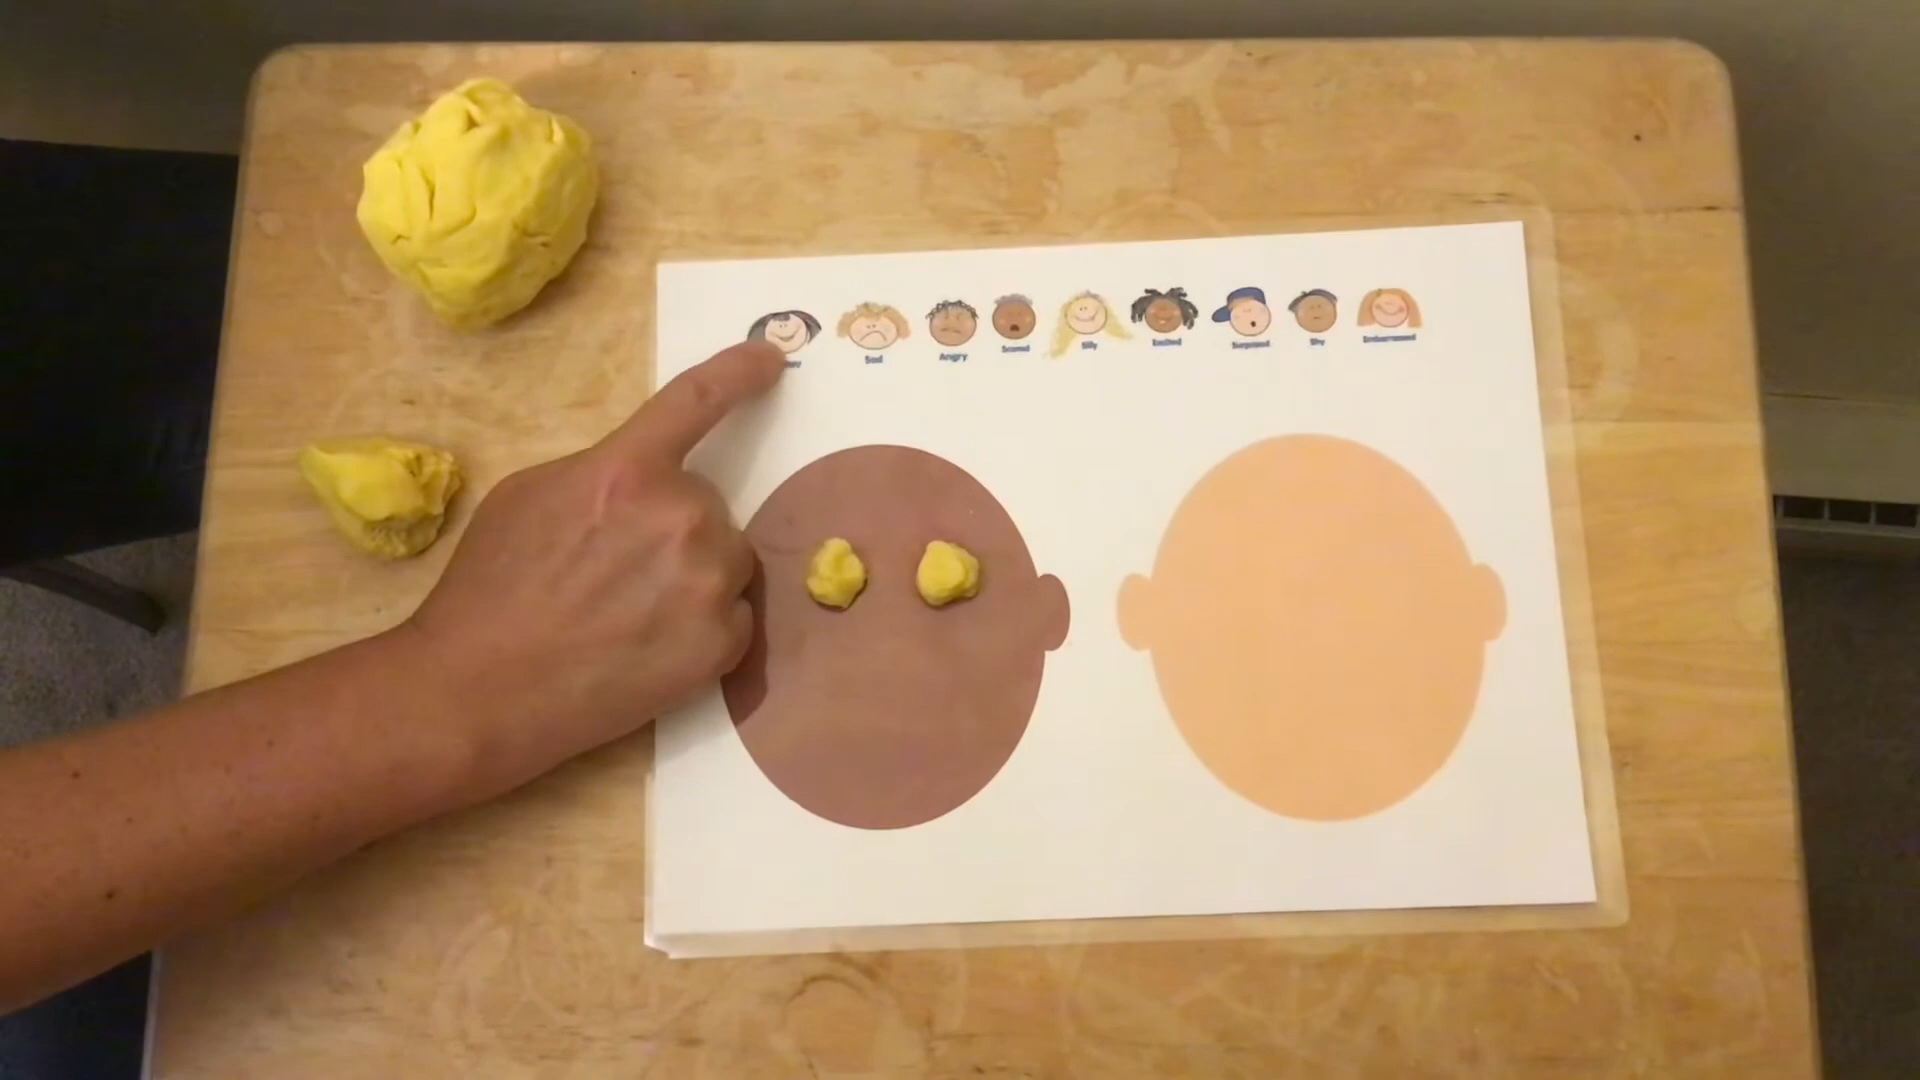 Sad
Angry
Scared
Silly
Excited
Surprised
Shy
Embarrassed